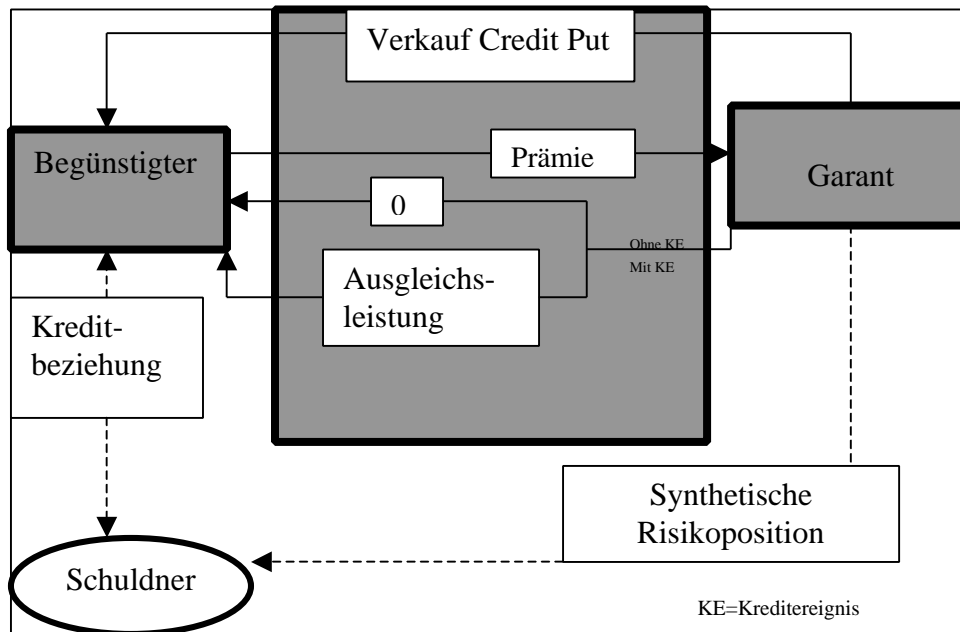 Verkauf Credit Put
Begünstigter
Prämie
Garant
0
Ohne KE
Mit KE
Ausgleichs-
leistung
Kredit-
beziehung
Synthetische
Risikoposition
Schuldner
KE=Kreditereignis